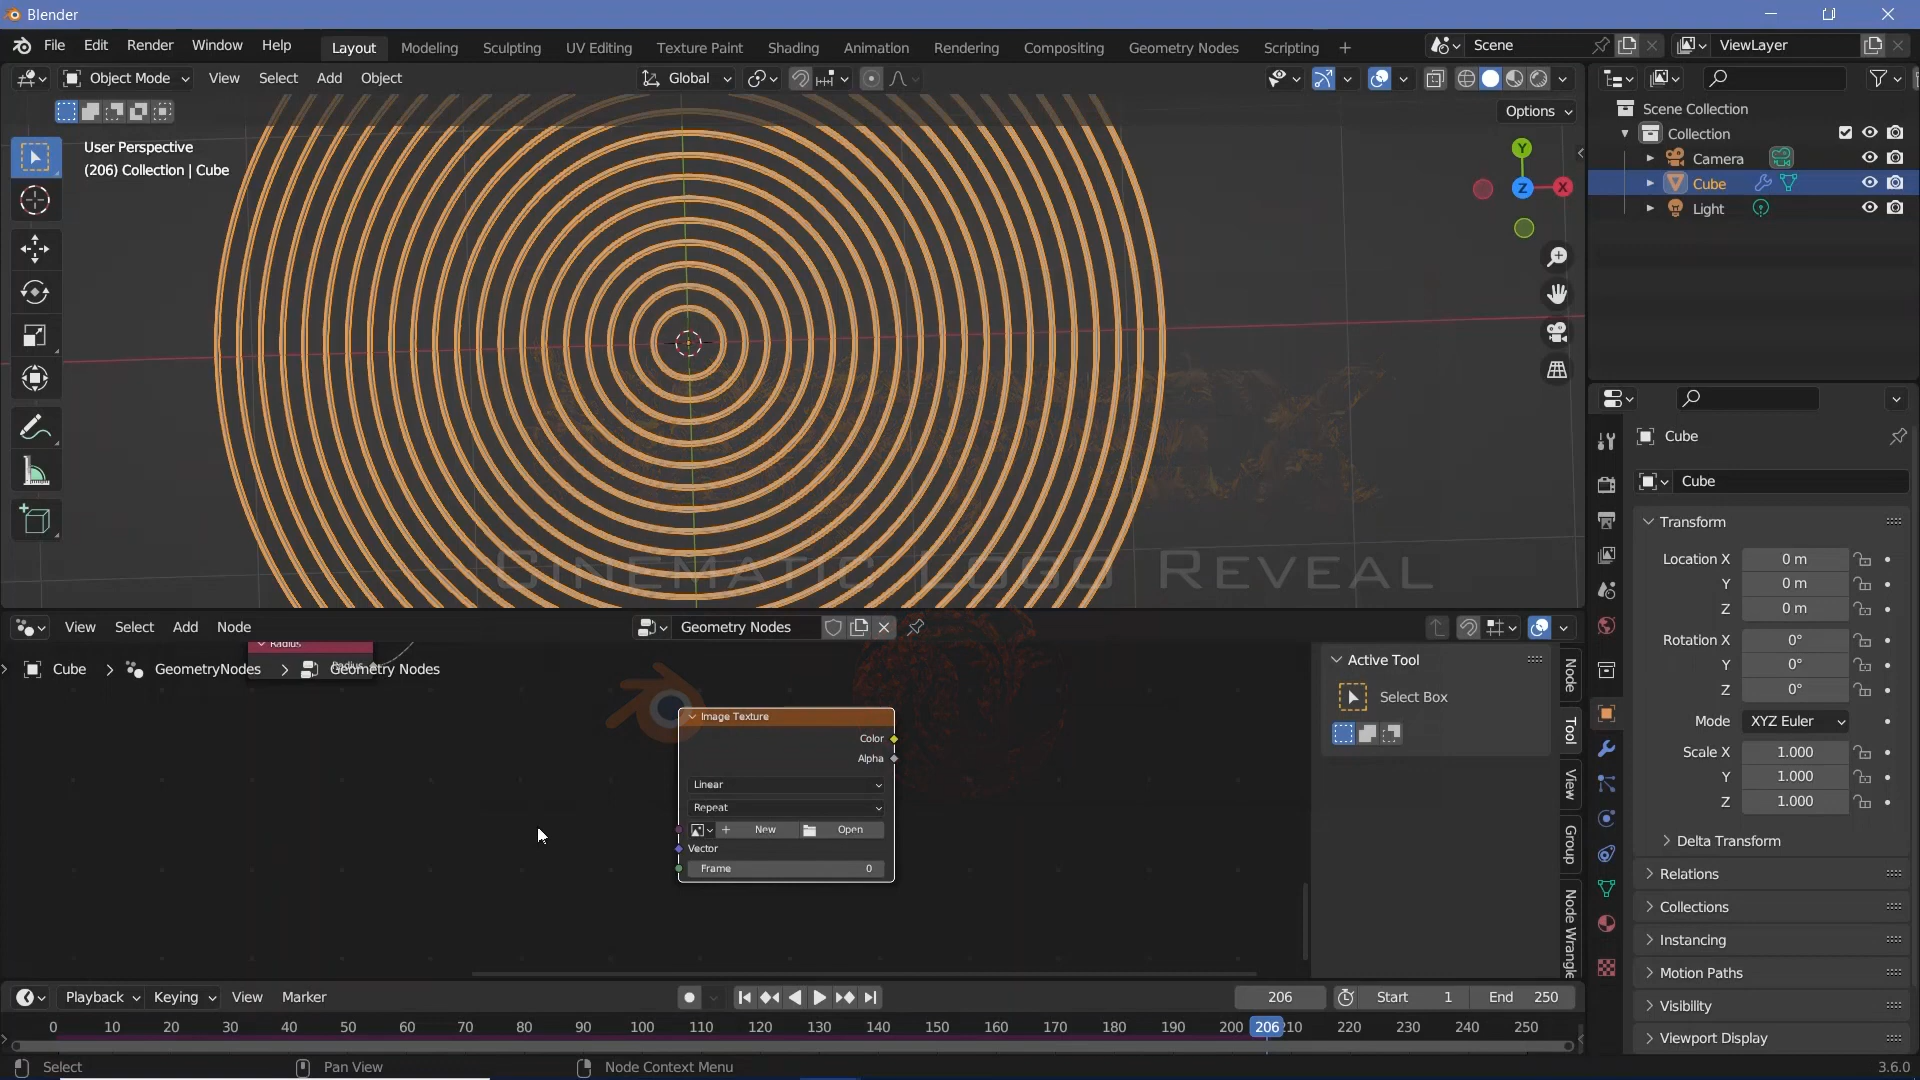 Blender
File Edit Render Window Help Layout Modeling Sculpting UV Editing Texture Paint Shading Animation Rendering Compositing Geometry Nodes Scripting + Scene ViewLayer
Object Mode View Select Add Object Global
Options
User Perspective
(206) Collection | Cube
Y
Z
X
Scene Collection
Collection
Camera
Cube
Light
Cube
Cube
Transform
Location X 0 m
Y 0 m
Z 0 m
Rotation X 0°
Y 0°
Z 0°
Mode XYZ Euler
Scale X 1.000
Y 1.000
Z 1.000
Delta Transform
Relations
Collections
Instancing
Motion Paths
Visibility
Viewport Display
Cinematic Logo Reveal
View Select Add Node Geometry Nodes
Radius
Radius
Cube > GeometryNodes > Geometry Nodes
Image Texture
Color
Alpha
Linear
Repeat
New Open
Vector
Frame 0
Active Tool
Select Box
Node
Tool
View
Group
Node Wrangle
Playback Keying View Marker 206 Start 1 End 250
0 10 20 30 40 50 60 70 80 90 100 110 120 130 140 150 160 170 180 190 200 206 210 220 230 240 250
Select Pan View Node Context Menu 3.6.0